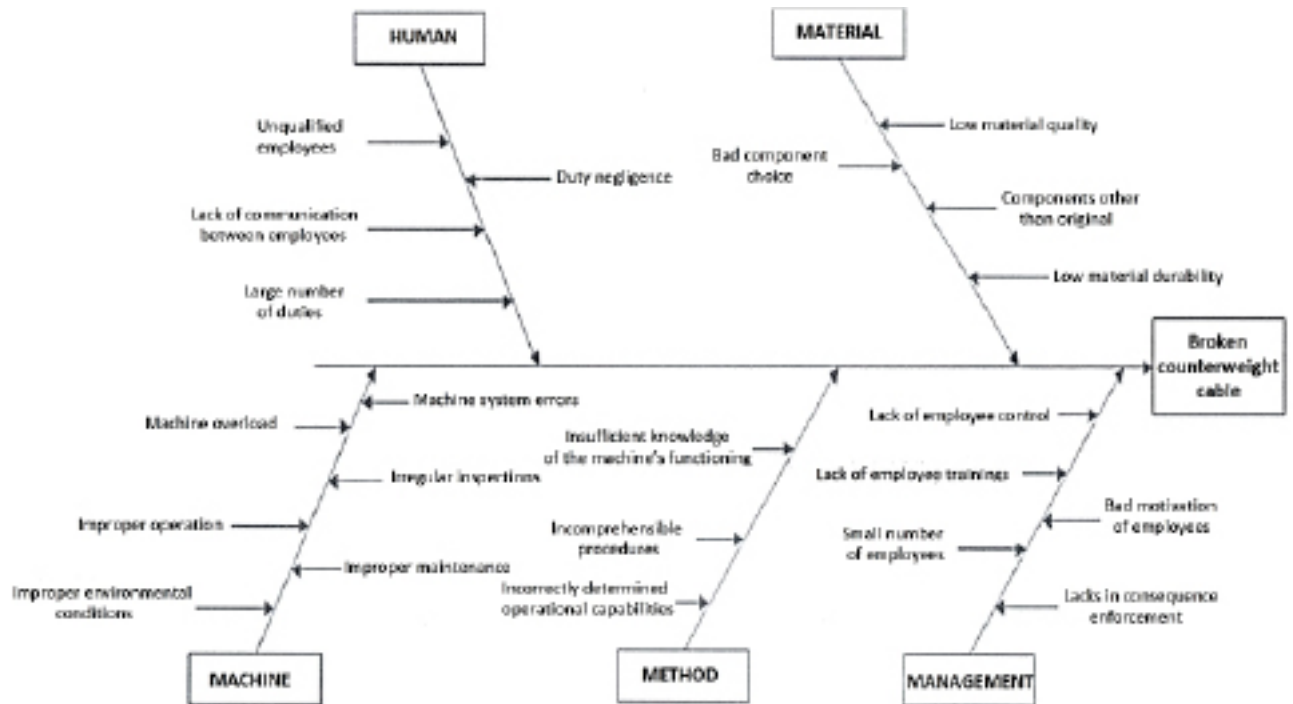 HUMAN
MATERIAL
Unqualified
employees
Low material quality
Bad component
choice
Duty negligence
Components other
than original
Lack of communication
between employees
Low material durability
Large number
of duties
Broken
counterweight
cable
Machine system errors
Machine overload
Lack of employee control
Insufficient knowledge
of the machine's functioning
Irregular inspections
Lack of employee trainings
Improper operation
Bad motivation
of employees
Incomprehensible
procedures
Small number
of employees
Improper maintenance
Improper environmental
conditions
Incorrectly determined
operational capabilities
Lacks in consequence
enforcement
MACHINE
METHOD
MANAGEMENT